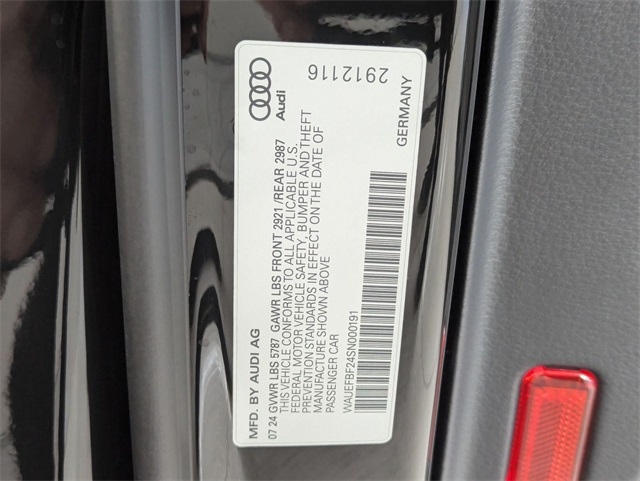 Audi
2912116
MFD. BY AUDI AG
GERMANY
07 24 GVWR LBS 5787 GAWR LBS FRONT 2921 /REAR 2987
THIS VEHICLE CONFORMS TO ALL APPLICABLE U.S.
FEDERAL MOTOR VEHICLE SAFETY, BUMPER AND THEFT
PREVENTION STANDARDS IN EFFECT ON THE DATE OF
MANUFACTURE SHOWN ABOVE
PASSENGER CAR
WAUEFBF24SN000191